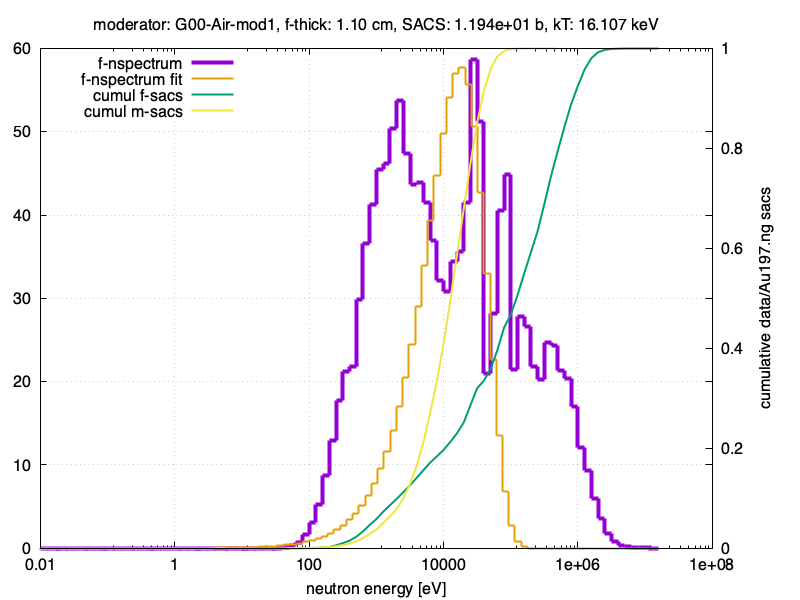 moderator: G00-Air-mod1, f-thick: 1.10 cm, SACS: 1.194e+01 b, kT: 16.107 keV
f-nspectrum
f-nspectrum fit
cumul f-sacs
cumul m-sacs
60
50
40
30
20
10
0
1
0.8
0.6
0.4
0.2
0
cumulative data/Au197.ng sacs
0.01
1
100
10000
1e+06
1e+08
neutron energy [eV]